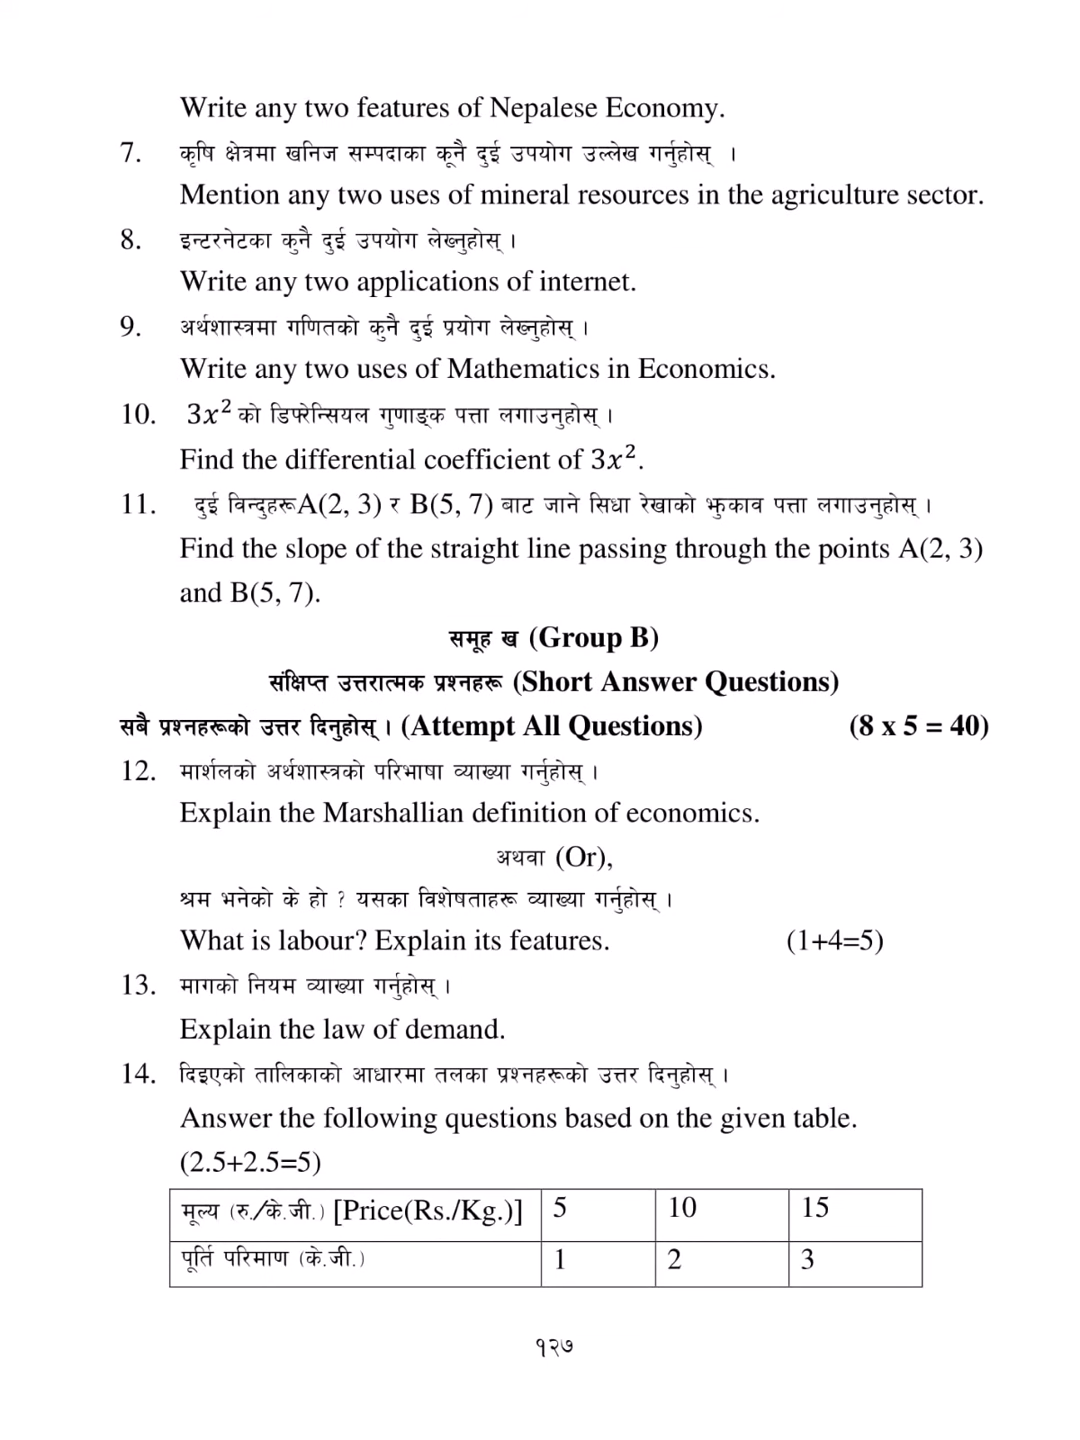 Write any two features of Nepalese Economy.
7. कृषि क्षेत्रमा खनिज सम्पदाका कूनै दुई उपयोग उल्लेख गर्नुहोस् ।
Mention any two uses of mineral resources in the agriculture sector.
8. इन्टरनेटका कुनै दुई उपयोग लेख्नुहोस् ।
Write any two applications of internet.
9. अर्थशास्त्रमा गणितको कुनै दुई प्रयोग लेख्नुहोस् ।
Write any two uses of Mathematics in Economics.
10. 3x² को डिफ्रेन्सियल गुणाङ्क पत्ता लगाउनुहोस् ।
Find the differential coefficient of 3x².
11. दुई विन्दुहरूA(2, 3) र B(5, 7) बाट जाने सिधा रेखाको झुकाव पत्ता लगाउनुहोस् ।
Find the slope of the straight line passing through the points A(2, 3)
and B(5, 7).
समूह ख (Group B)
संक्षिप्त उत्तरात्मक प्रश्नहरू (Short Answer Questions)
सबै प्रश्नहरूको उत्तर दिनुहोस् । (Attempt All Questions) (8 x 5 = 40)
12. मार्शलको अर्थशास्त्रको परिभाषा व्याख्या गर्नुहोस् ।
Explain the Marshallian definition of economics.
अथवा (Or),
श्रम भनेको के हो ? यसका विशेषताहरू व्याख्या गर्नुहोस् ।
What is labour? Explain its features. (1+4=5)
13. मागको नियम व्याख्या गर्नुहोस् ।
Explain the law of demand.
14. दिइएको तालिकाको आधारमा तलका प्रश्नहरूको उत्तर दिनुहोस् ।
Answer the following questions based on the given table.
(2.5+2.5=5)
मूल्य (रु./के.जी.) [Price(Rs./Kg.)] 5 10 15
पूर्ति परिमाण (के.जी.) 1 2 3
१२७